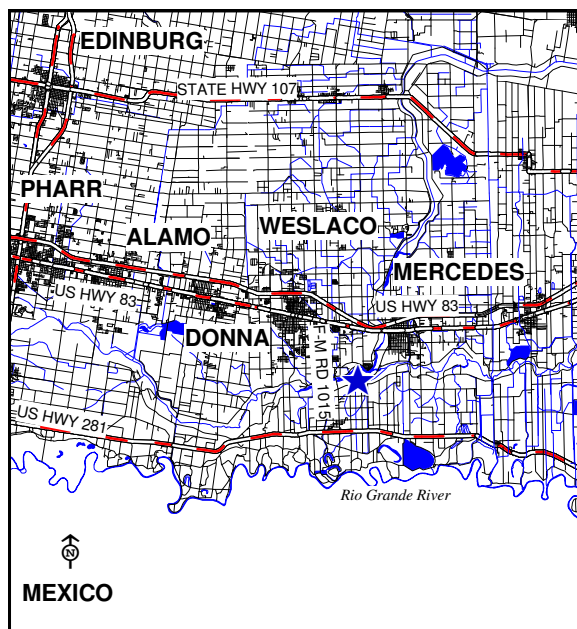 EDINBURG
STATE HWY 107
PHARR
ALAMO
WESLACO
MERCEDES
US HWY 83
US HWY 83
DONNA
F-M RD 1015
US HWY 281
Rio Grande River
N
MEXICO